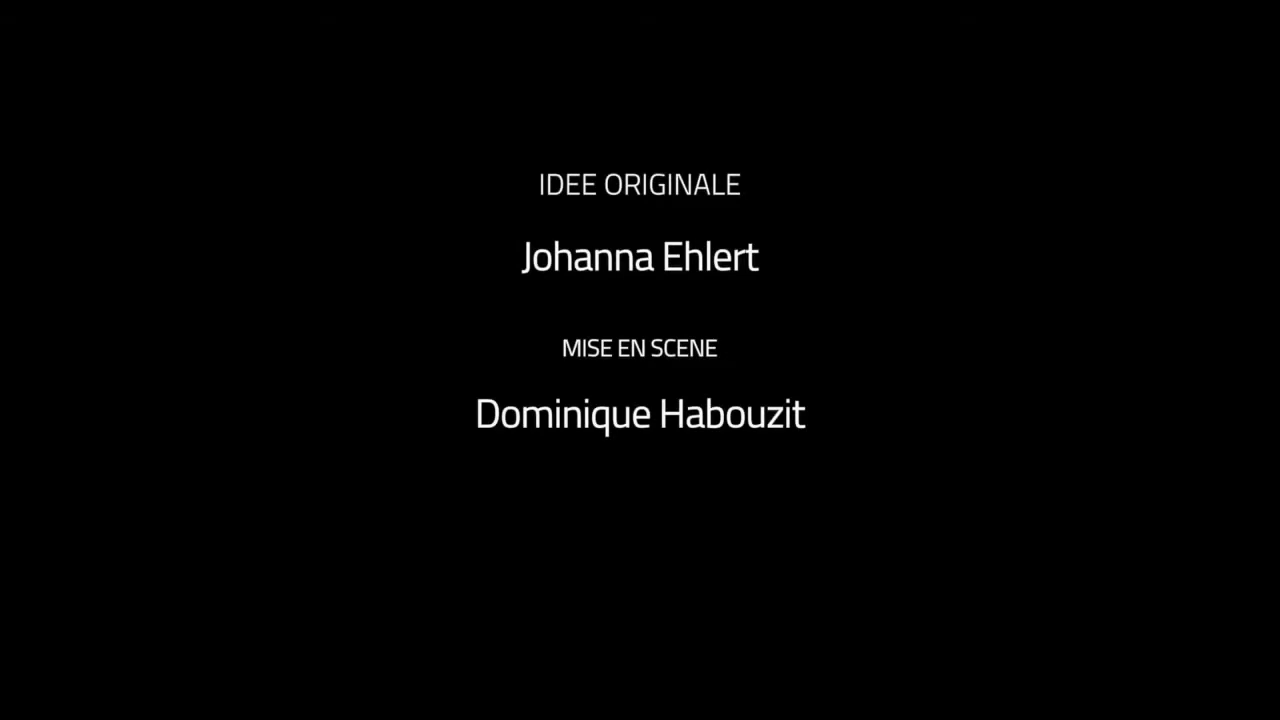 IDEE ORIGINALE
Johanna Ehlert
MISE EN SCENE
Dominique Habouzit